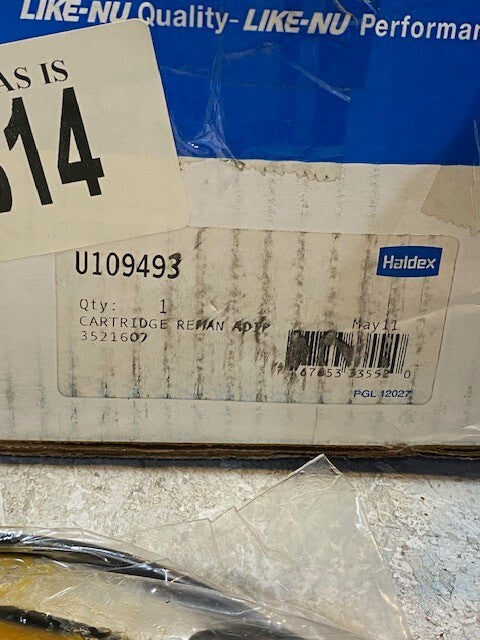 LIKE-NU Quality- LIKE-NU Performan
AS IS
514
U109493
Haldex
Qty: 1
CARTRIDGE REMAN ADIP
May11
3521607
PGL 12027